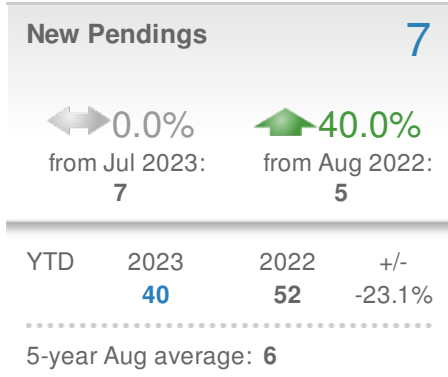 New Pendings 7
0.0% 40.0%
from Jul 2023: from Aug 2022:
7 5
YTD 2023 2022 +/-
40 52 -23.1%
5-year Aug average: 6